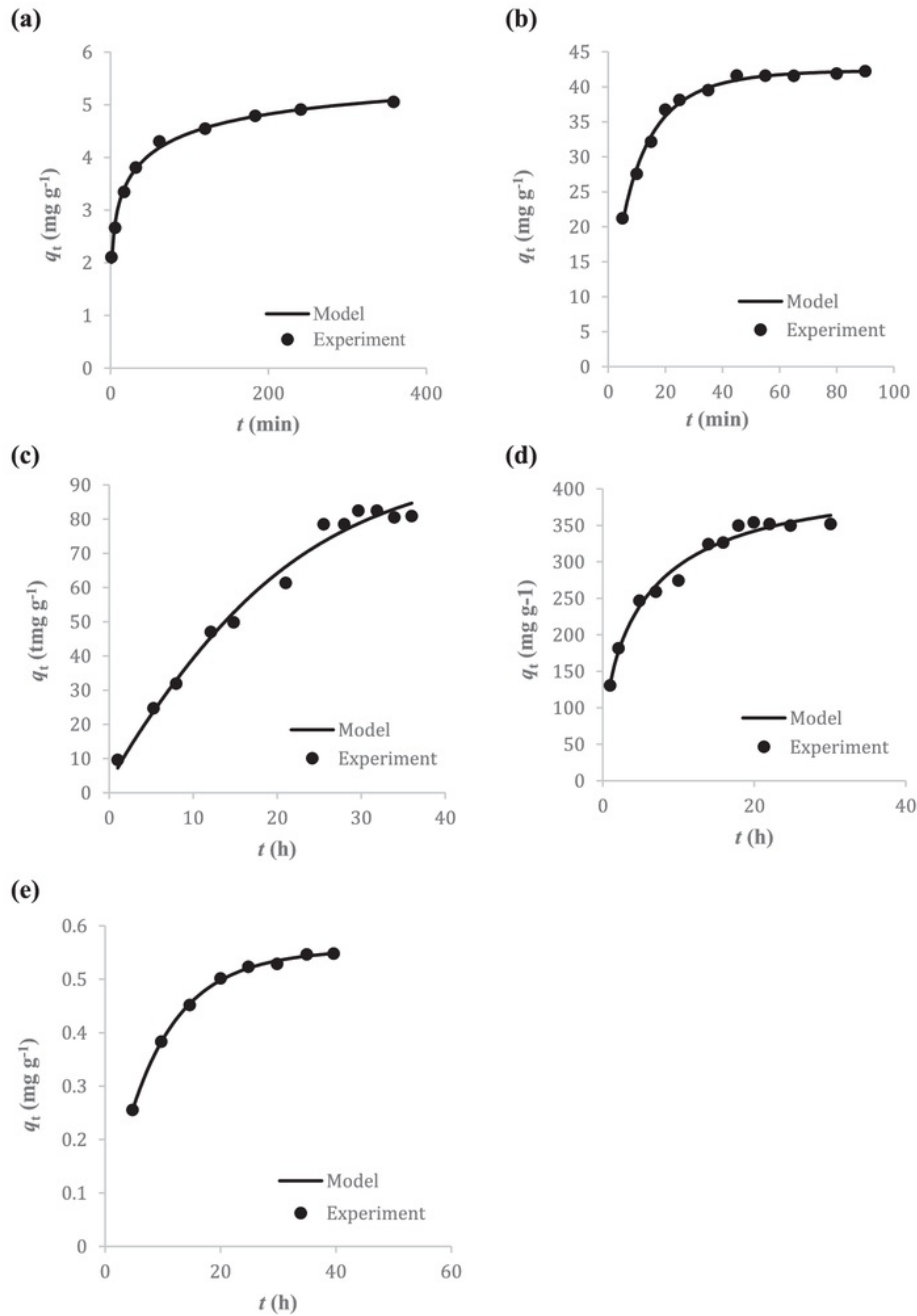 (a)
6
5
4
3
2
1
0
0
200
400
qt (mg g-1)
t (min)
Model
Experiment
(b)
45
40
35
30
25
20
15
10
5
0
0
20
40
60
80
100
qt (mg g-1)
t (min)
Model
Experiment
(c)
90
80
70
60
50
40
30
20
10
0
0
10
20
30
40
qt (tmg g-1)
t (h)
Model
Experiment
(d)
400
350
300
250
200
150
100
50
0
0
20
40
qt (mg g-1)
t (h)
Model
Experiment
(e)
0.6
0.5
0.4
0.3
0.2
0.1
0
0
20
40
60
qt (mg g-1)
t (h)
Model
Experiment